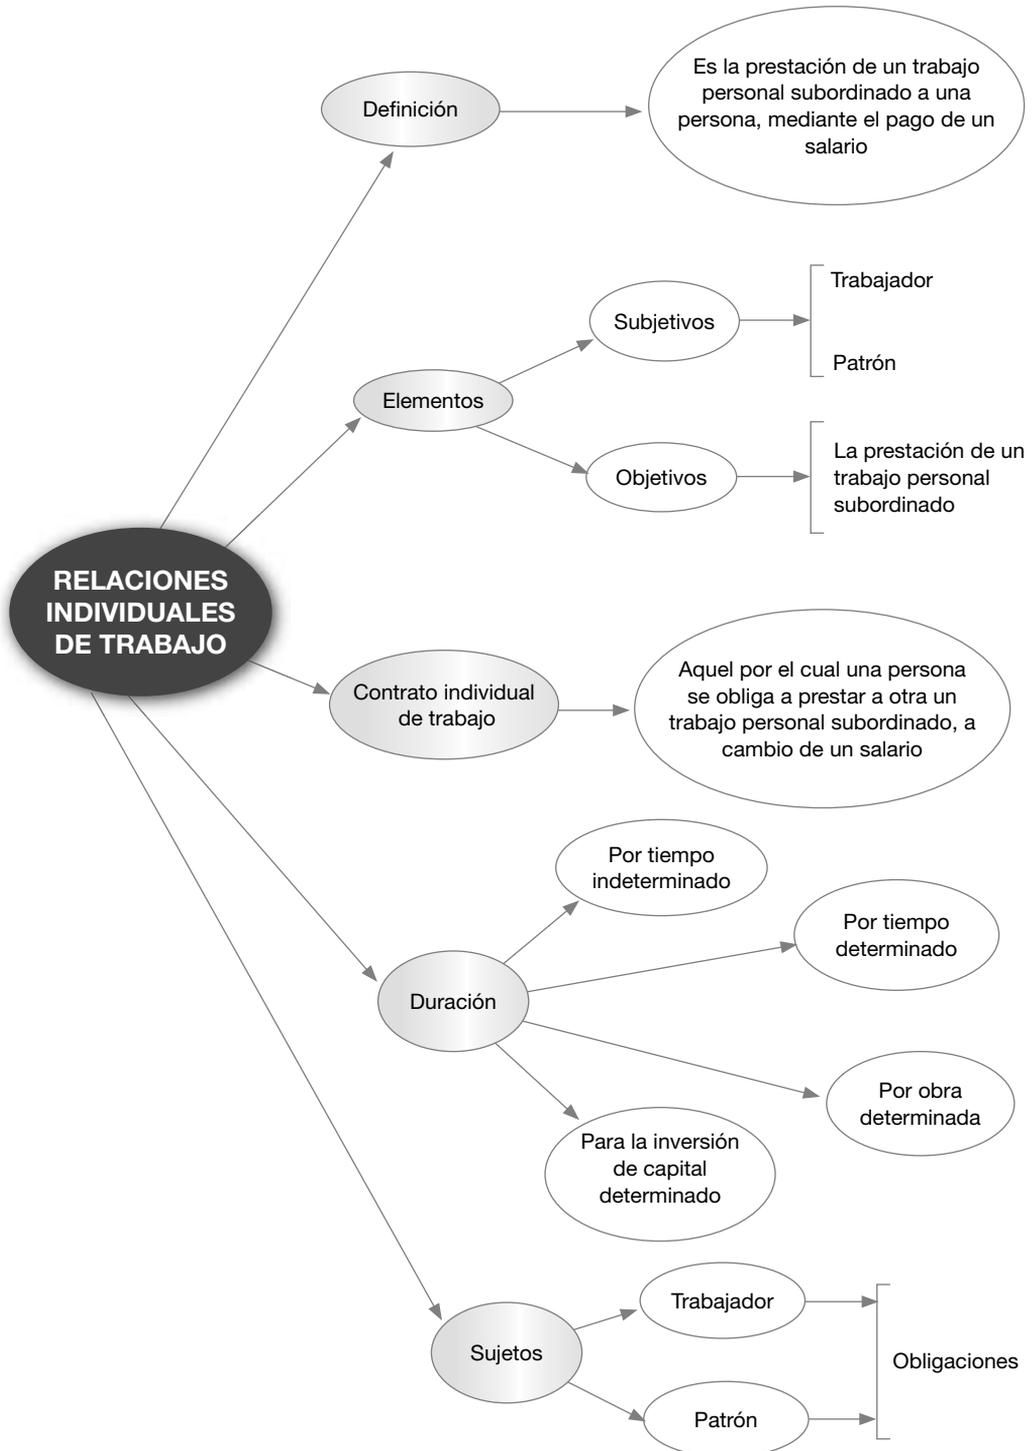 Definición
Es la prestación de un trabajo
personal subordinado a una
persona, mediante el pago de un
salario
Elementos
Subjetivos
Trabajador
Patrón
Objetivos
La prestación de un
trabajo personal
subordinado
RELACIONES
INDIVIDUALES
DE TRABAJO
Contrato individual
de trabajo
Aquel por el cual una persona
se obliga a prestar a otra un
trabajo personal subordinado, a
cambio de un salario
Duración
Por tiempo
indeterminado
Por tiempo
determinado
Por obra
determinada
Para la inversión
de capital
determinado
Sujetos
Trabajador
Patrón
Obligaciones